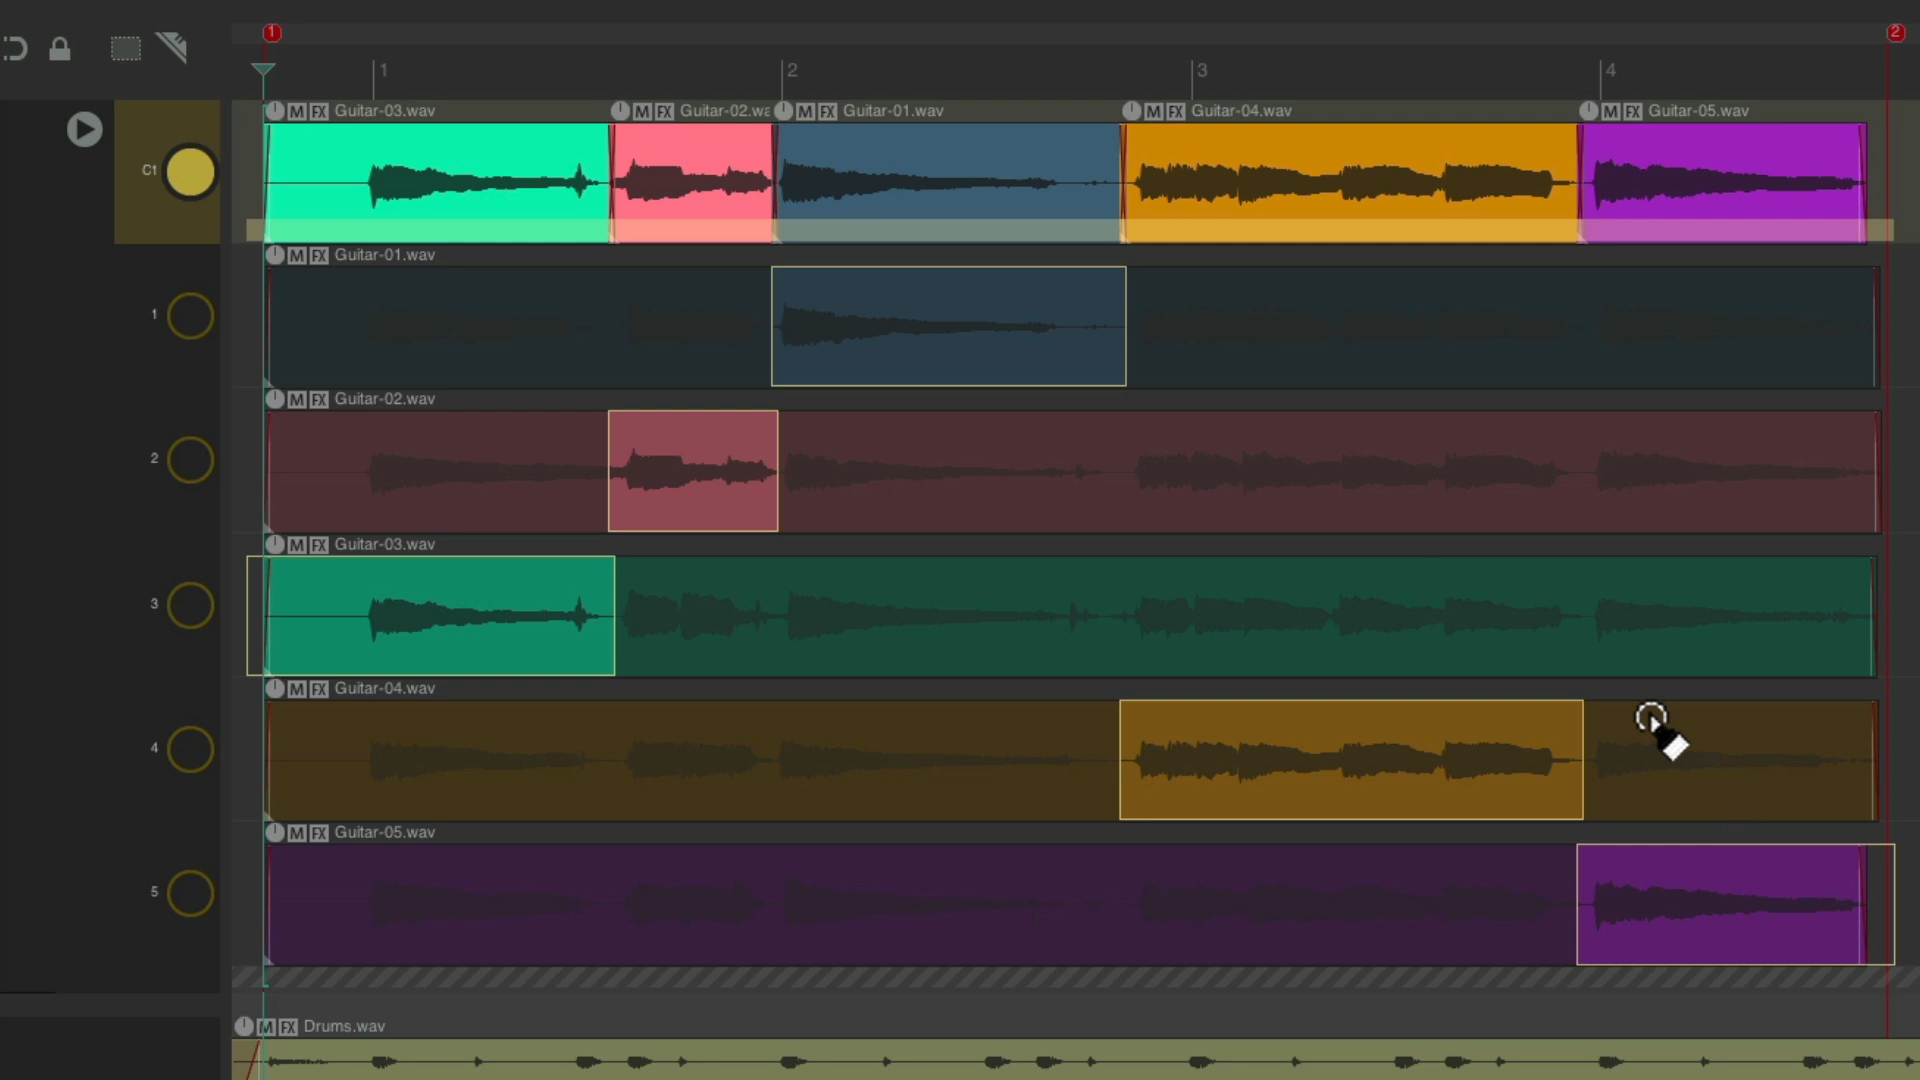 1 2
1 2 3 4
M FX Guitar-03.wav M FX Guitar-02.wa M FX Guitar-01.wav M FX Guitar-04.wav M FX Guitar-05.wav
C1
M FX Guitar-01.wav
1
M FX Guitar-02.wav
2
M FX Guitar-03.wav
3
M FX Guitar-04.wav
4
M FX Guitar-05.wav
5
M FX Drums.wav